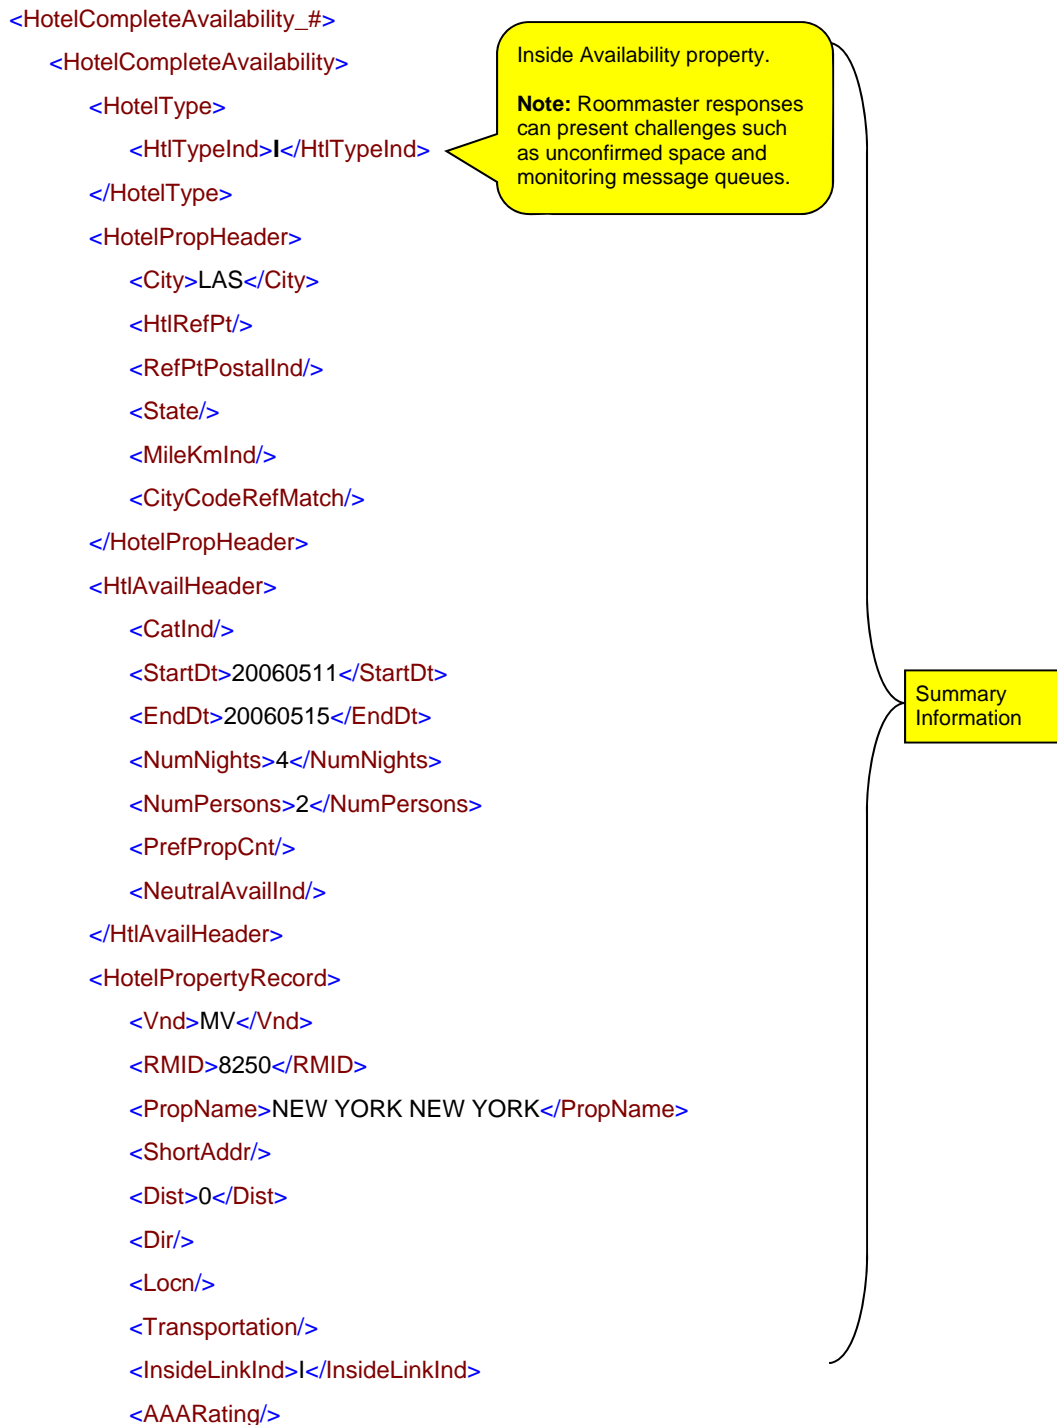 <HotelCompleteAvailability_#>
<HotelCompleteAvailability>
<HotelType>
<HtlTypeInd>I</HtlTypeInd>
</HotelType>
<HotelPropHeader>
<City>LAS</City>
<HtlRefPt/>
<RefPtPostalInd/>
<State/>
<MileKmInd/>
<CityCodeRefMatch/>
</HotelPropHeader>
<HtlAvailHeader>
<CatInd/>
<StartDt>20060511</StartDt>
<EndDt>20060515</EndDt>
<NumNights>4</NumNights>
<NumPersons>2</NumPersons>
<PrefPropCnt/>
<NeutralAvailInd/>
</HtlAvailHeader>
<HotelPropertyRecord>
<Vnd>MV</Vnd>
<RMID>8250</RMID>
<PropName>NEW YORK NEW YORK</PropName>
<ShortAddr/>
<Dist>0</Dist>
<Dir/>
<Locn/>
<Transportation/>
<InsideLinkInd>I</InsideLinkInd>
<AAARating/>
Inside Availability property.
Note: Roommaster responses
can present challenges such
as unconfirmed space and
monitoring message queues.
Summary
Information